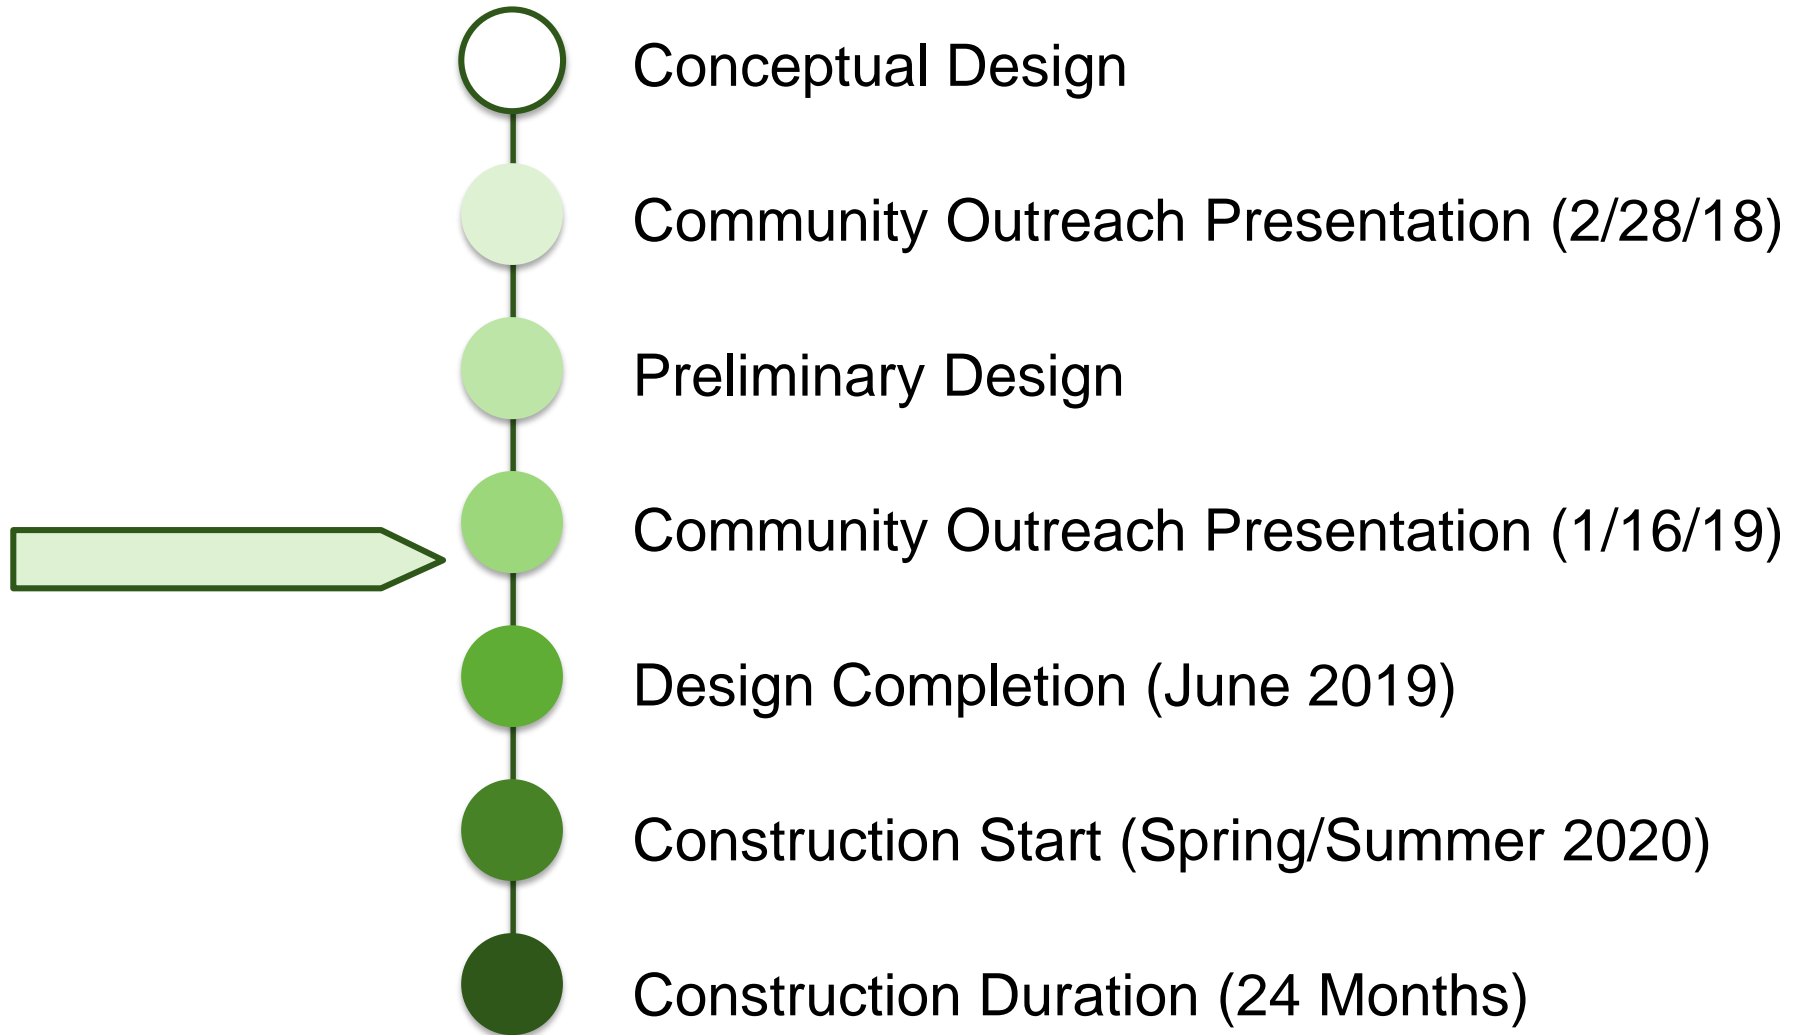 Conceptual Design
Community Outreach Presentation (2/28/18)
Preliminary Design
Community Outreach Presentation (1/16/19)
Design Completion (June 2019)
Construction Start (Spring/Summer 2020)
Construction Duration (24 Months)